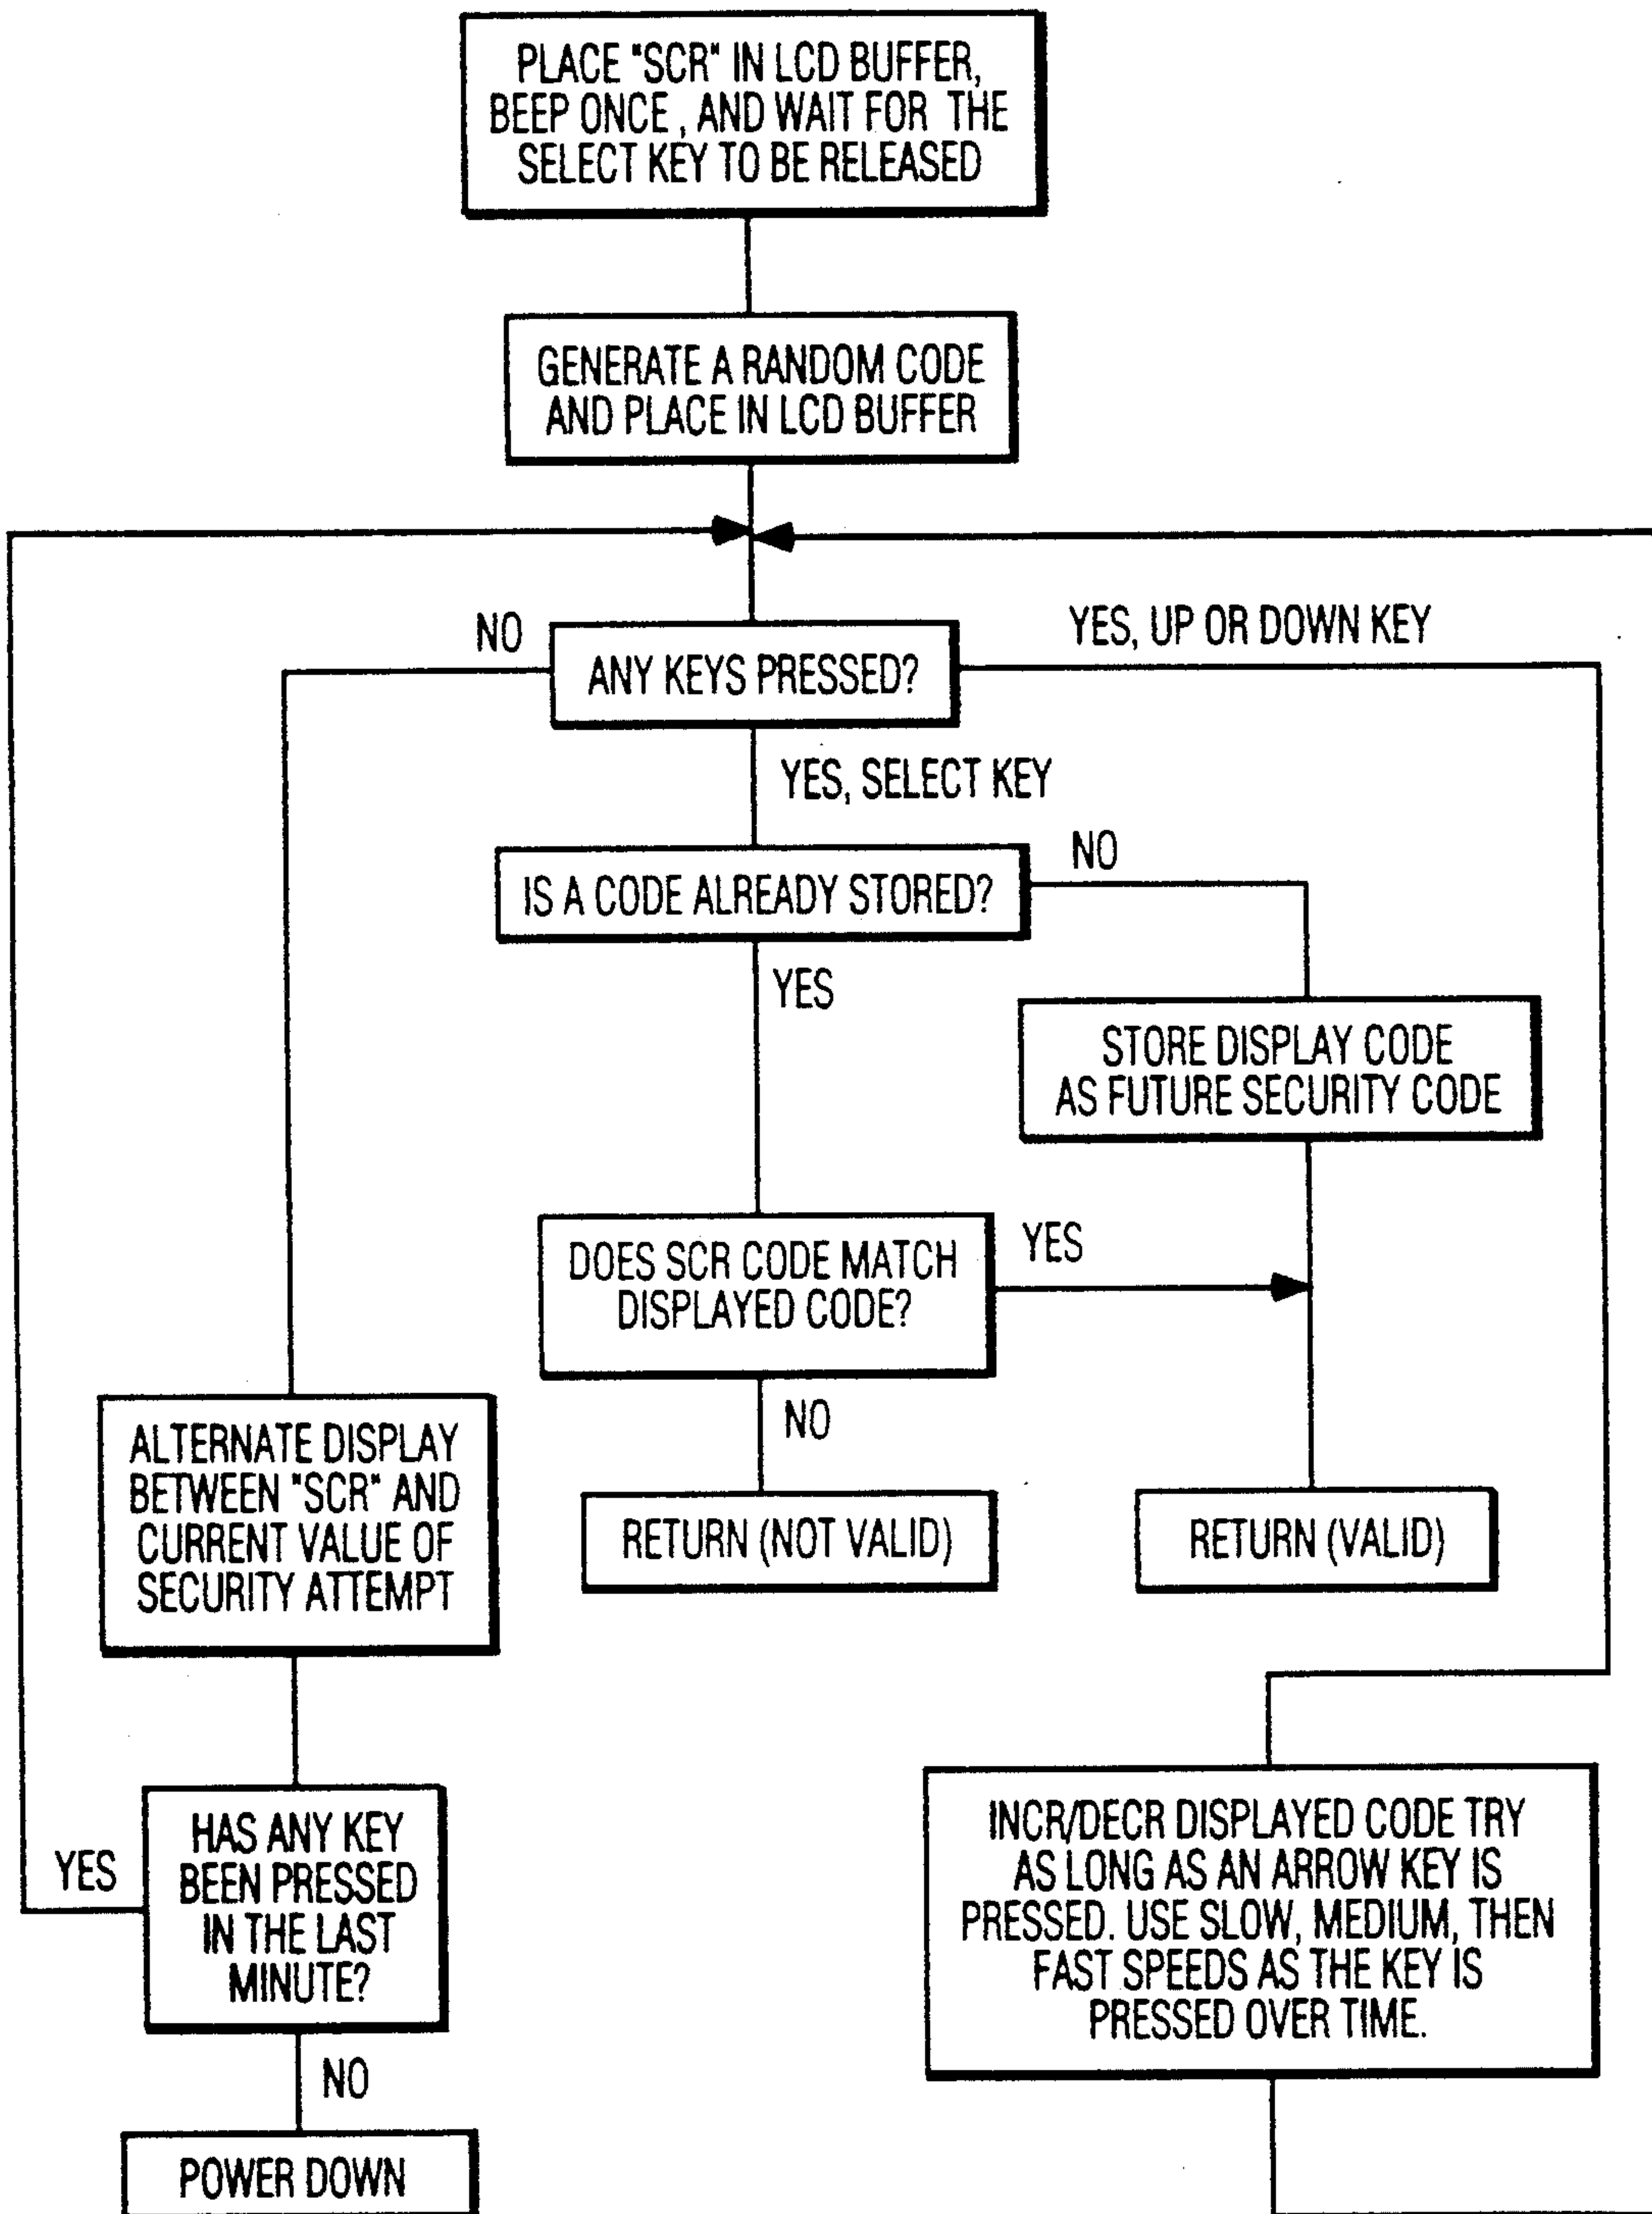 PLACE "SCR" IN LCD BUFFER,
BEEP ONCE , AND WAIT FOR THE
SELECT KEY TO BE RELEASED
GENERATE A RANDOM CODE
AND PLACE IN LCD BUFFER
NO
YES, UP OR DOWN KEY
ANY KEYS PRESSED?
YES, SELECT KEY
NO
IS A CODE ALREADY STORED?
YES
STORE DISPLAY CODE
AS FUTURE SECURITY CODE
DOES SCR CODE MATCH
DISPLAYED CODE?
YES
NO
ALTERNATE DISPLAY
BETWEEN "SCR" AND
CURRENT VALUE OF
SECURITY ATTEMPT
RETURN (NOT VALID)
RETURN (VALID)
HAS ANY KEY
BEEN PRESSED
IN THE LAST
MINUTE?
YES
INCR/DECR DISPLAYED CODE TRY
AS LONG AS AN ARROW KEY IS
PRESSED. USE SLOW, MEDIUM, THEN
FAST SPEEDS AS THE KEY IS
PRESSED OVER TIME.
NO
POWER DOWN